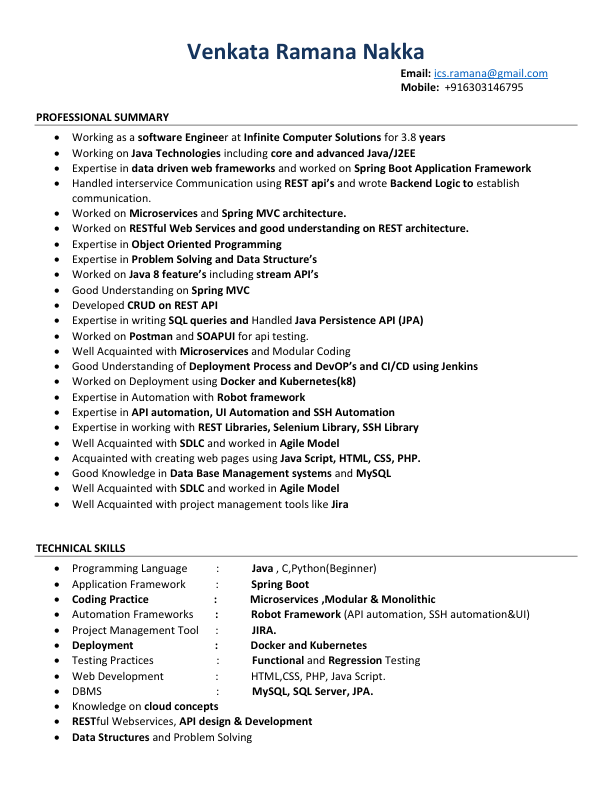 Venkata Ramana Nakka
Email: ics.ramana@gmail.com
Mobile: +916303146795
PROFESSIONAL SUMMARY
• Working as a software Engineer at Infinite Computer Solutions for 3.8 years
• Working on Java Technologies including core and advanced Java/J2EE
• Expertise in data driven web frameworks and worked on Spring Boot Application Framework
• Handled interservice Communication using REST api's and wrote Backend Logic to establish
communication.
• Worked on Microservices and Spring MVC architecture.
• Worked on RESTful Web Services and good understanding on REST architecture.
• Expertise in Object Oriented Programming
• Expertise in Problem Solving and Data Structure's
• Worked on Java 8 feature's including stream API's
• Good Understanding on Spring MVC
• Developed CRUD on REST API
• Expertise in writing SQL queries and Handled Java Persistence API (JPA)
• Worked on Postman and SOAPUI for api testing.
• Well Acquainted with Microservices and Modular Coding
• Good Understanding of Deployment Process and DevOP's and CI/CD using Jenkins
• Worked on Deployment using Docker and Kubernetes(k8)
• Expertise in Automation with Robot framework
• Expertise in API automation, UI Automation and SSH Automation
• Expertise in working with REST Libraries, Selenium Library, SSH Library
• Well Acquainted with SDLC and worked in Agile Model
• Acquainted with creating web pages using Java Script, HTML, CSS, PHP.
• Good Knowledge in Data Base Management systems and MySQL
• Well Acquainted with SDLC and worked in Agile Model
• Well Acquainted with project management tools like Jira
TECHNICAL SKILLS
• Programming Language : Java , C,Python(Beginner)
• Application Framework : Spring Boot
• Coding Practice : Microservices ,Modular & Monolithic
• Automation Frameworks : Robot Framework (API automation, SSH automation&UI)
• Project Management Tool : JIRA.
• Deployment : Docker and Kubernetes
• Testing Practices : Functional and Regression Testing
• Web Development : HTML,CSS, PHP, Java Script.
• DBMS : MySQL, SQL Server, JPA.
• Knowledge on cloud concepts
• RESTful Webservices, API design & Development
• Data Structures and Problem Solving